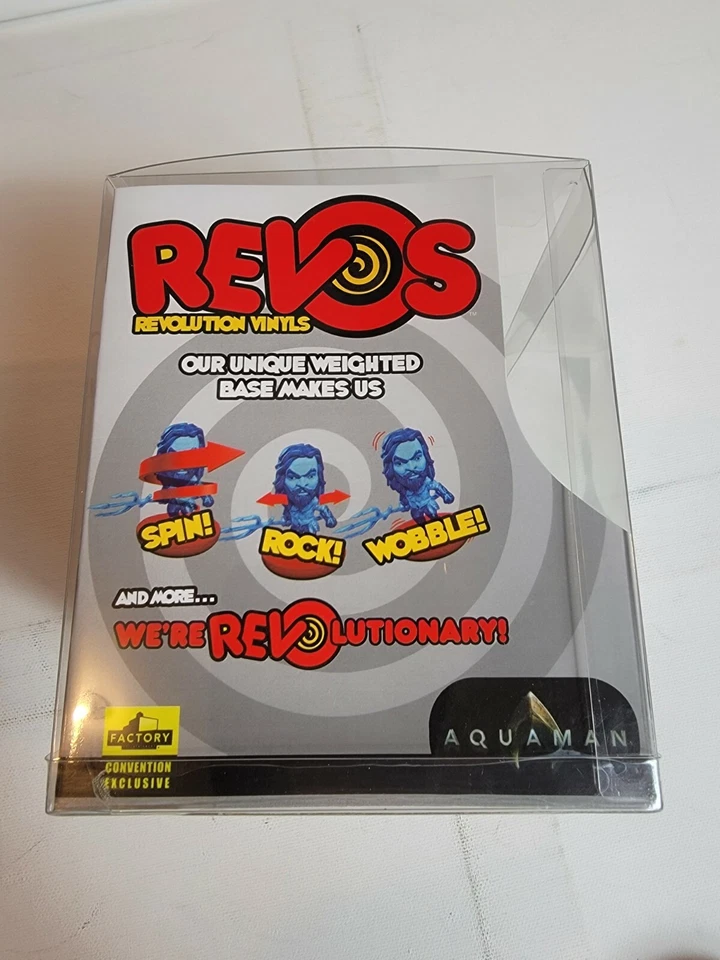 REVOS
REVOLUTION VINYLS
OUR UNIQUE WEIGHTED
BASE MAKES US
SPIN!
ROCK!
WOBBLE!
AND MORE...
WE'RE REVOLUTIONARY!
FACTORY
CONVENTION
EXCLUSIVE
AQUAMAN